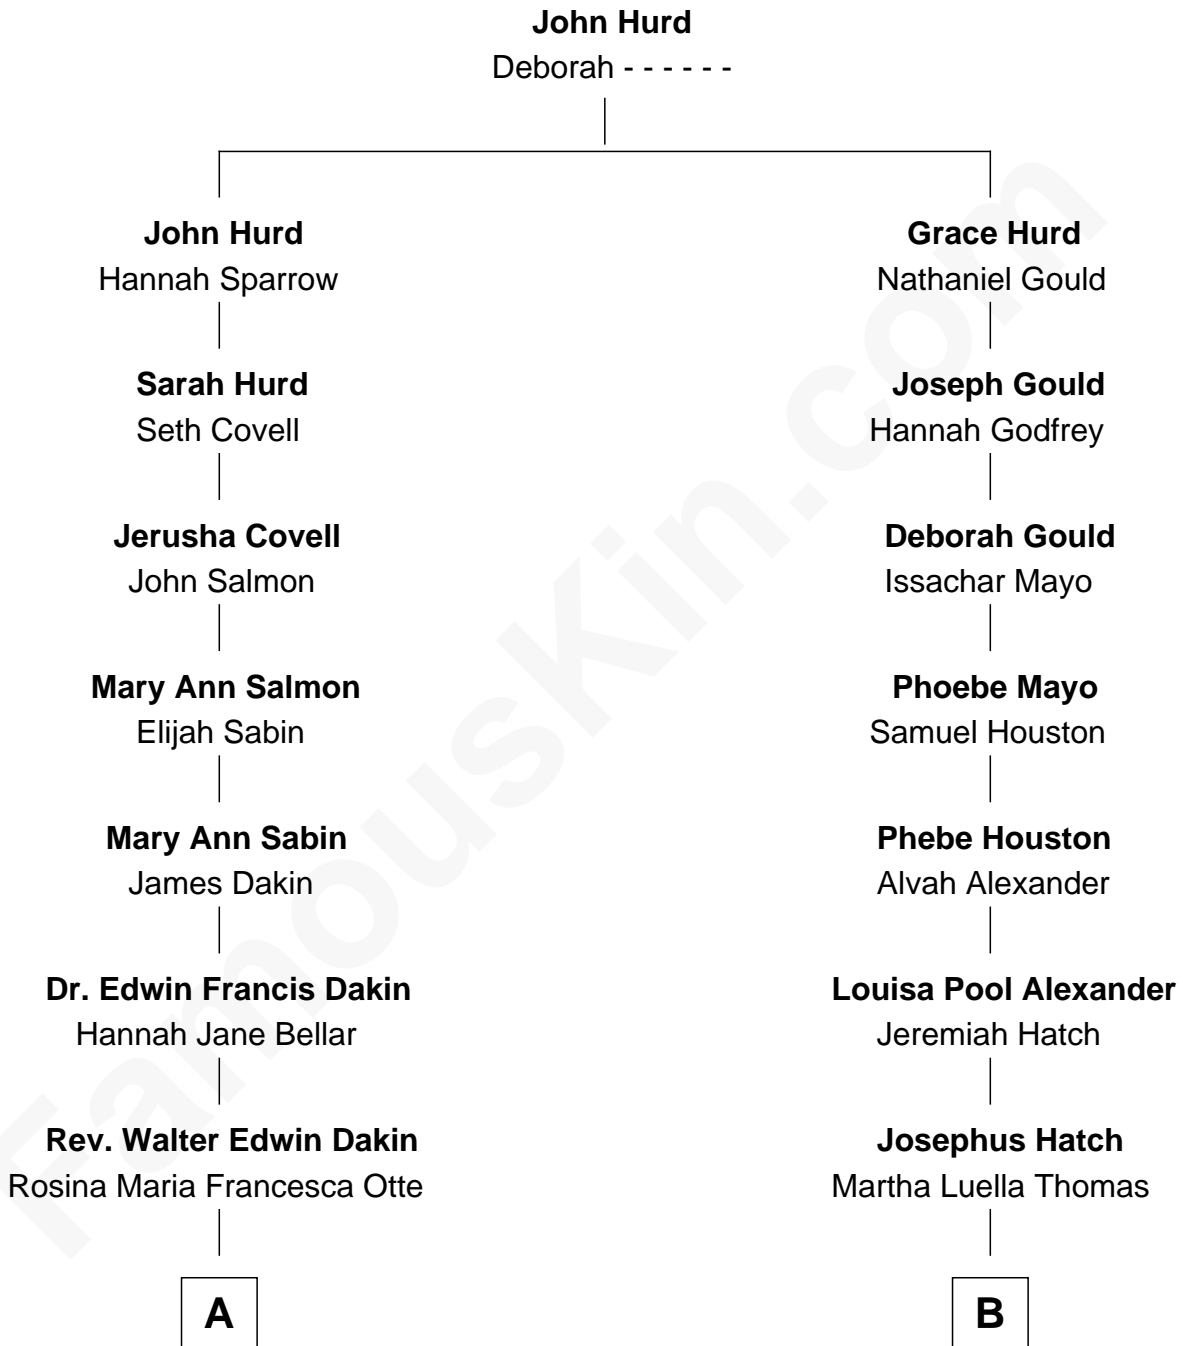 John Hurd
Deborah - - - - - -
John Hurd
Hannah Sparrow
Sarah Hurd
Seth Covell
Jerusha Covell
John Salmon
Mary Ann Salmon
Elijah Sabin
Mary Ann Sabin
James Dakin
Dr. Edwin Francis Dakin
Hannah Jane Bellar
Rev. Walter Edwin Dakin
Rosina Maria Francesca Otte
A
Grace Hurd
Nathaniel Gould
Joseph Gould
Hannah Godfrey
Deborah Gould
Issachar Mayo
Phoebe Mayo
Samuel Houston
Phebe Houston
Alvah Alexander
Louisa Pool Alexander
Jeremiah Hatch
Josephus Hatch
Martha Luella Thomas
B
FamousKin.com